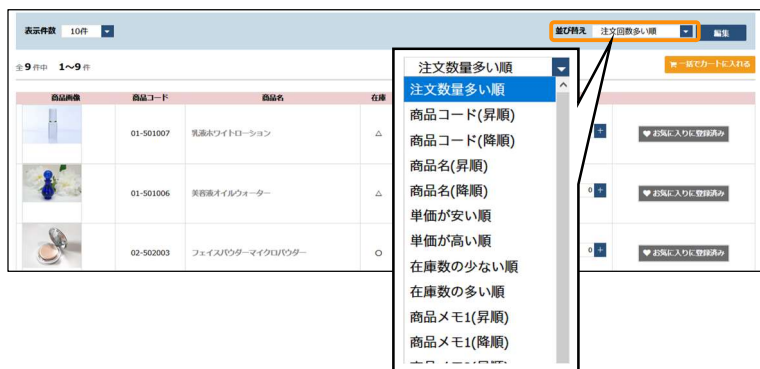 表示件数 10件 並び替え 注文回数多い順 編集
全9件中 1～9件 一括でカートに入れる
商品画像 商品コード 商品名 在庫
01-501007 乳液ホワイトローション △ + お気に入りに登録済み
01-501006 美容液オイルウォーター △ 0 + お気に入りに登録済み
02-502003 フェイスパウダーマイクロパウダー ○ 0 + お気に入りに登録済み
注文数量多い順
注文数量多い順
商品コード(昇順)
商品コード(降順)
商品名(昇順)
商品名(降順)
単価が安い順
単価が高い順
在庫数の少ない順
在庫数の多い順
商品メモ1(昇順)
商品メモ1(降順)